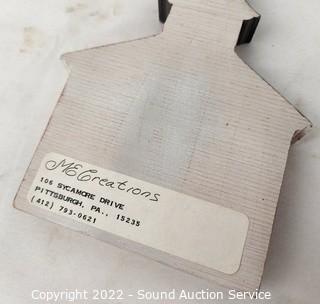 MECreations
106 SYCAMORE DRIVE
PITTSBURGH, PA., 15235
(412) 793-0621
Copyright © 2022 - Sound Auction Service